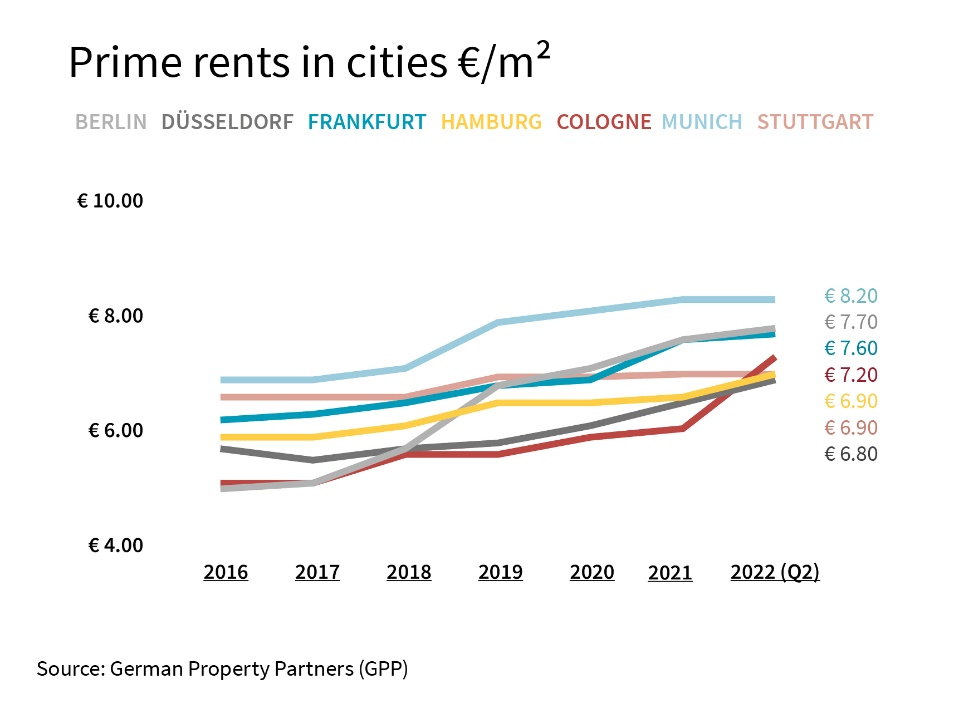 Prime rents in cities €/m²
BERLIN DÜSSELDORF FRANKFURT HAMBURG COLOGNE MUNICH STUTTGART
€ 10.00
€ 8.00
€ 6.00
€ 4.00
€ 8.20
€ 7.70
€ 7.60
€ 7.20
€ 6.90
€ 6.90
€ 6.80
2016 2017 2018 2019 2020 2021 2022 (Q2)
Source: German Property Partners (GPP)